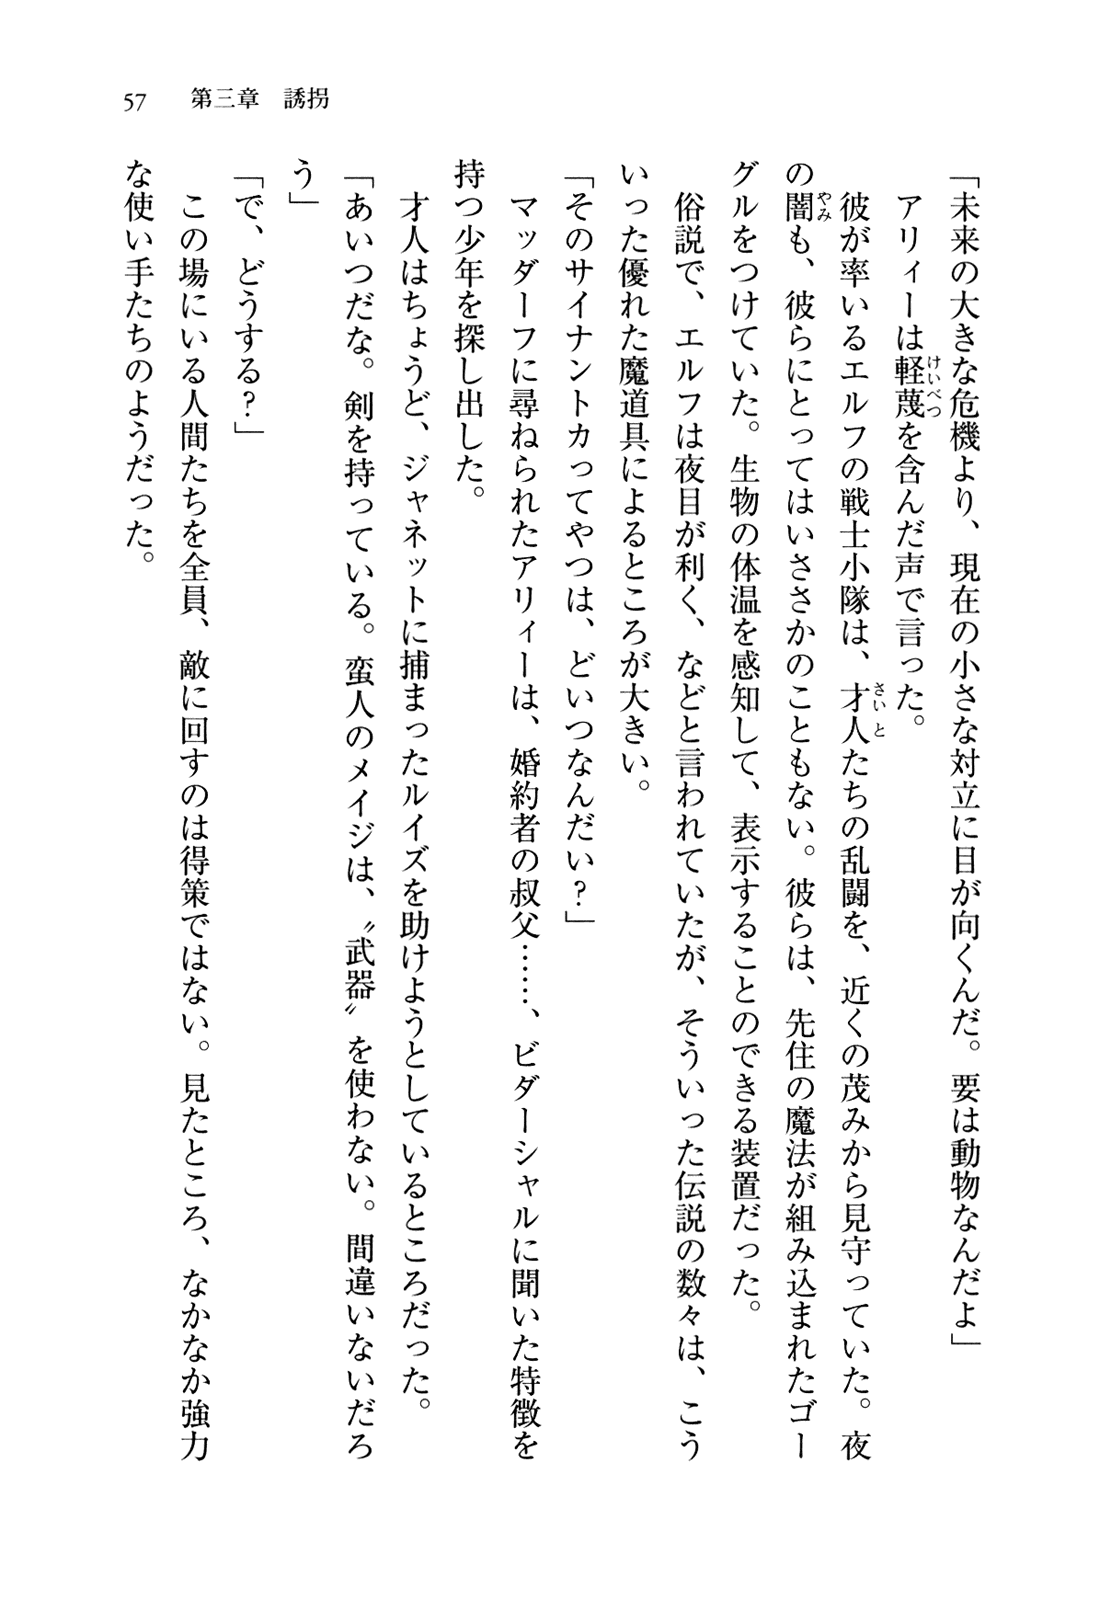 57　第三章　誘拐
「未来の大きな危機より、現在の小さな対立に目が向くんだ。要は動物なんだよ」
　アリィーは軽蔑を含んだ声で言った。
　彼が率いるエルフの戦士小隊は、才人たちの乱闘を、近くの茂みから見守っていた。夜
の闇も、彼らにとってはいささかのこともない。彼らは、先住の魔法が組み込まれたゴー
グルをつけていた。生物の体温を感知して、表示することのできる装置だった。
　俗説で、エルフは夜目が利く、などと言われていたが、そういった伝説の数々は、こう
いった優れた魔道具によるところが大きい。
「そのサイナントカってやつは、どいつなんだい？」
　マッダーフに尋ねられたアリィーは、婚約者の叔父……、ビダーシャルに聞いた特徴を
持つ少年を探し出した。
　才人はちょうど、ジャネットに捕まったルイズを助けようとしているところだった。
「あいつだな。剣を持っている。蛮人のメイジは、〝武器〟を使わない。間違いないだろ
う」
「で、どうする？」
　この場にいる人間たちを全員、敵に回すのは得策ではない。見たところ、なかなか強力
な使い手たちのようだった。